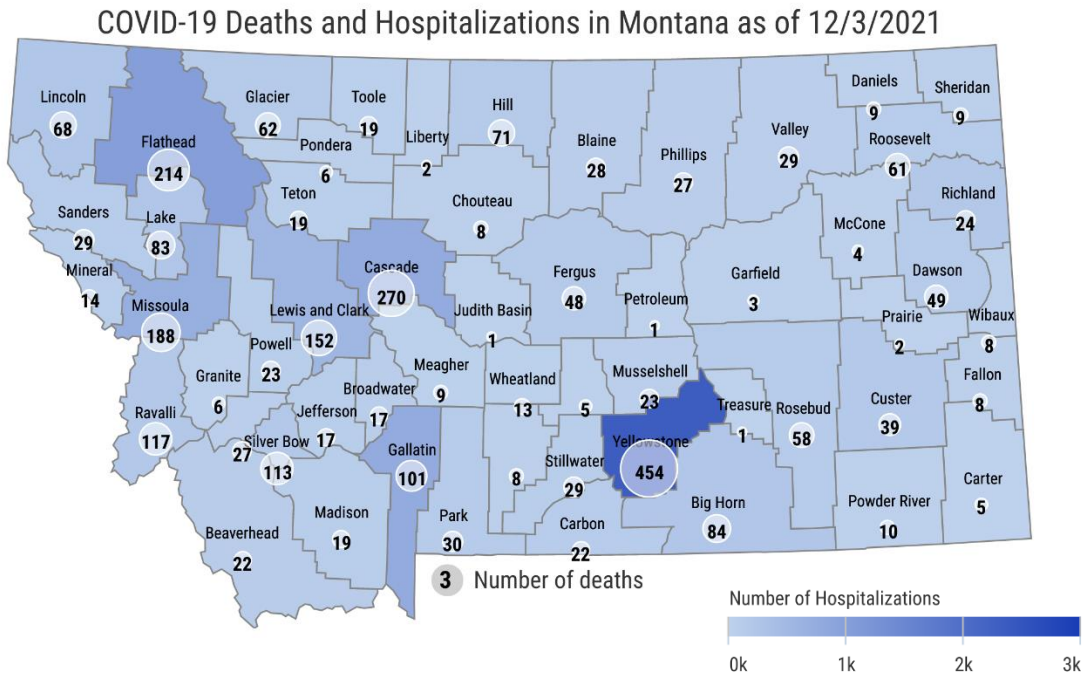 COVID-19 Deaths and Hospitalizations in Montana as of 12/3/2021
Lincoln
68
Flathead
214
Glacier
62
Toole
19
Liberty
2
Hill
71
Blaine
28
Phillips
27
Valley
29
Daniels
9
Sheridan
9
Roosevelt
61
Pondera
6
Teton
19
Chouteau
8
Richland
24
McCone
4
Sanders
29
Lake
83
Mineral
14
Missoula
188
Lewis and Clark
152
Cascade
270
Judith Basin
1
Fergus
48
Petroleum
1
Garfield
3
Dawson
49
Prairie
2
Wibaux
8
Powell
23
Granite
6
Ravalli
117
Jefferson
17
Broadwater
17
Meagher
9
Wheatland
13
5
Musselshell
23
Treasure
1
Rosebud
58
Custer
39
Fallon
8
27
Silver Bow
113
Gallatin
101
8
Stillwater
29
Yellowstone
454
Big Horn
84
Powder River
10
Carter
5
Beaverhead
22
Madison
19
Park
30
Carbon
22
3 Number of deaths
Number of Hospitalizations
0k 1k 2k 3k